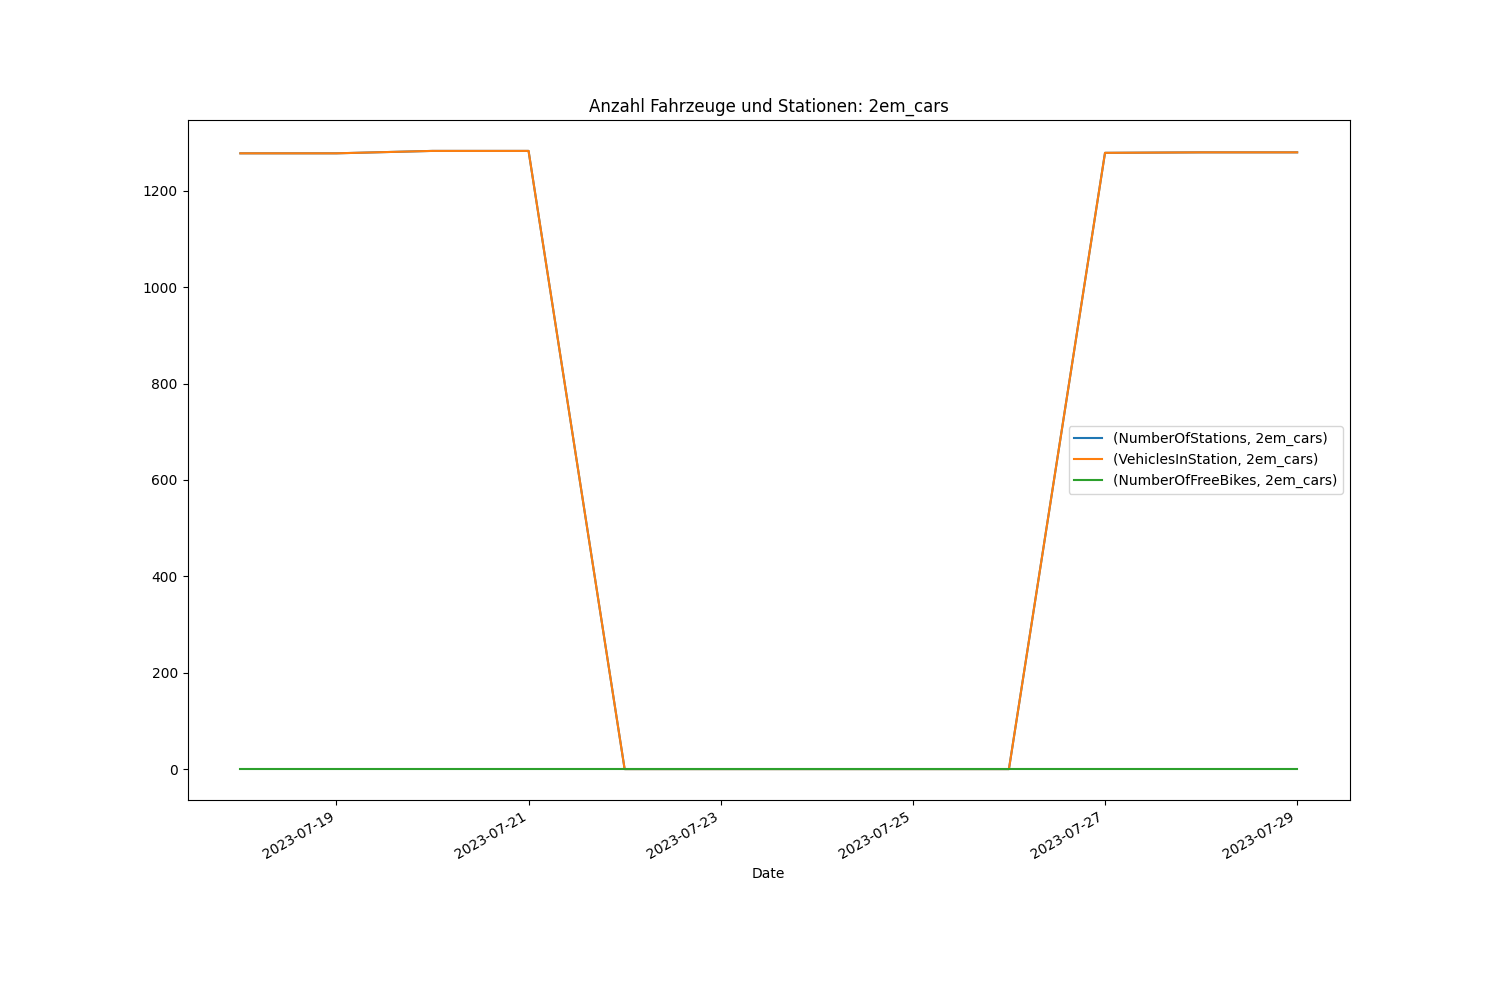 Anzahl Fahrzeuge und Stationen: 2em_cars
1200
1000
800
600
400
200
0
(NumberOfStations, 2em_cars)
(VehiclesInStation, 2em_cars)
(NumberOfFreeBikes, 2em_cars)
2023-07-19
2023-07-21
2023-07-23
2023-07-25
2023-07-27
2023-07-29
Date